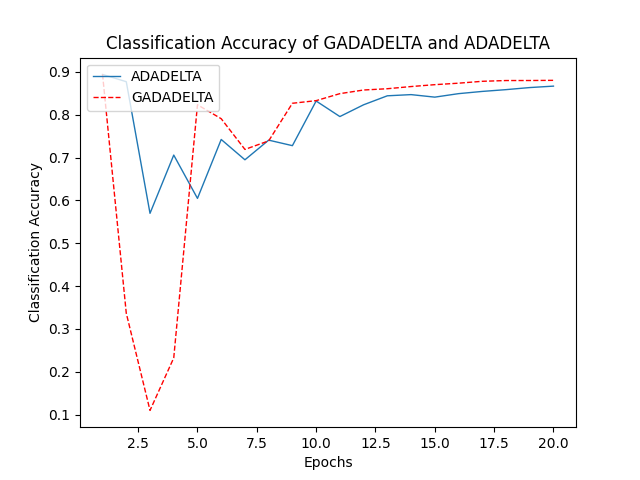 Classification Accuracy of GADADELTA and ADADELTA
ADADELTA
GADADELTA
Classification Accuracy
0.9
0.8
0.7
0.6
0.5
0.4
0.3
0.2
0.1
2.5 5.0 7.5 10.0 12.5 15.0 17.5 20.0
Epochs